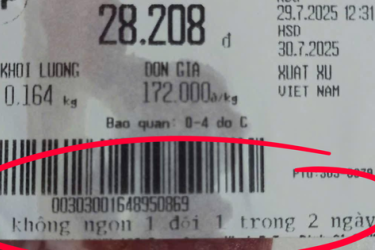 28.208 đ
29.7.2025 12:31
HSD
30.7.2025
KHOI LUONG
DON GIA
XUAT XU
0.164 kg
172.000đ/kg
VIET NAM
Bao quan: 0-4 do C
00303001648950869
không ngon 1 đổi 1 trong 2 ngày